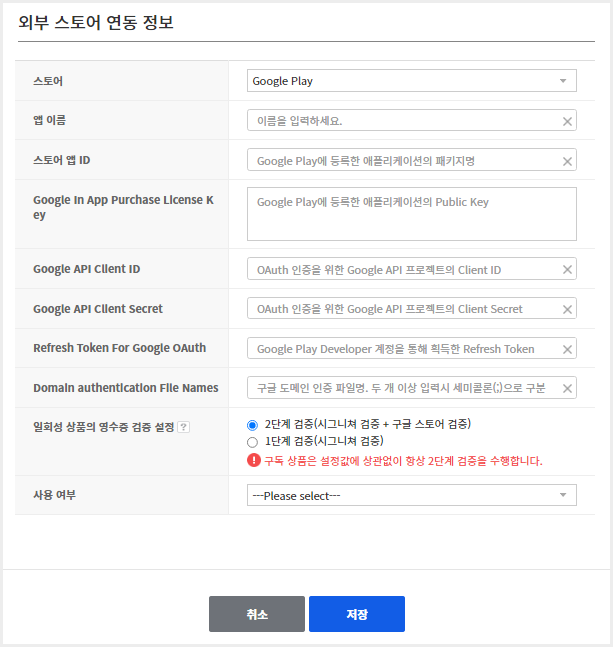 외부 스토어 연동 정보
스토어
Google Play
앱 이름
이름을 입력하세요.
스토어 앱 ID
Google Play에 등록한 애플리케이션의 패키지명
Google In App Purchase License K
ey
Google Play에 등록한 애플리케이션의 Public Key
Google API Client ID
OAuth 인증을 위한 Google API 프로젝트의 Client ID
Google API Client Secret
OAuth 인증을 위한 Google API 프로젝트의 Client Secret
Refresh Token For Google OAuth
Google Play Developer 계정을 통해 획득한 Refresh Token
Domain authentication File Names
구글 도메인 인증 파일명. 두 개 이상 입력시 세미콜론(;)으로 구분
일회성 상품의 영수증 검증 설정 ?
2단계 검증(시그니쳐 검증 + 구글 스토어 검증)
1단계 검증(시그니쳐 검증)
구독 상품은 설정값에 상관없이 항상 2단계 검증을 수행합니다.
사용 여부
---Please select---
취소
저장